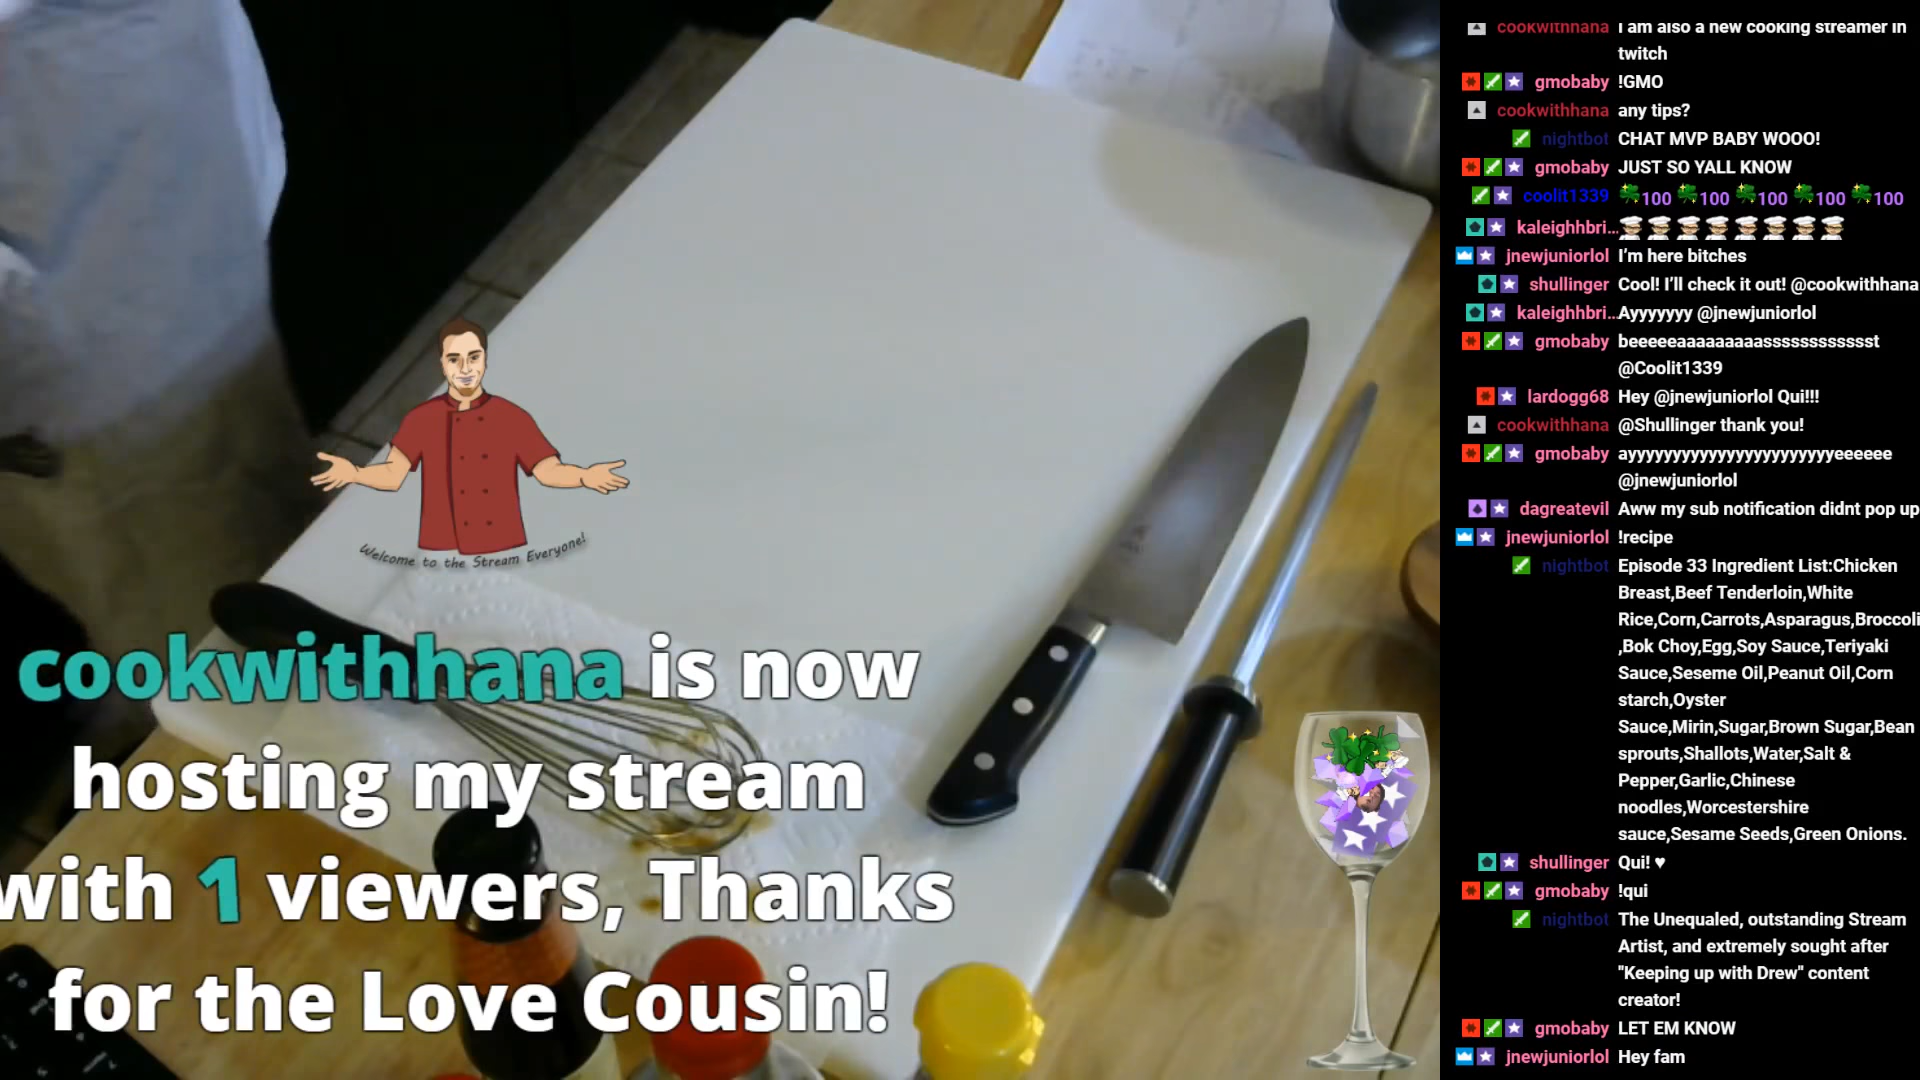 Welcome to the Stream Everyone!
cookwithhana is now
hosting my stream
with 1 viewers, Thanks
for the Love Cousin!
cookwithhana I am also a new cooking streamer in
twitch
gmobaby !GMO
cookwithhana any tips?
nightbot CHAT MVP BABY WOOO!
gmobaby JUST SO YALL KNOW
coolit1339 100 100 100 100 100
kaleighhbri...
jnewjuniorlol I'm here bitches
shullinger Cool! I'll check it out! @cookwithhana
kaleighhbri... Ayyyyyyy @jnewjuniorlol
gmobaby beeeeeaaaaaaaaasssssssssssst
@Coolit1339
lardogg68 Hey @jnewjuniorlol Qui!!!
cookwithhana @Shullinger thank you!
gmobaby ayyyyyyyyyyyyyyyyyyyyyyyeeeeee
@jnewjuniorlol
dagreatevil Aww my sub notification didnt pop up
jnewjuniorlol !recipe
nightbot Episode 33 Ingredient List:Chicken
Breast,Beef Tenderloin,White
Rice,Corn,Carrots,Asparagus,Broccoli
,Bok Choy,Egg,Soy Sauce,Teriyaki
Sauce,Seseme Oil,Peanut Oil,Corn
starch,Oyster
Sauce,Mirin,Sugar,Brown Sugar,Bean
sprouts,Shallots,Water,Salt &
Pepper,Garlic,Chinese
noodles,Worcestershire
sauce,Sesame Seeds,Green Onions.
shullinger Qui! ♥
gmobaby !qui
nightbot The Unequaled, outstanding Stream
Artist, and extremely sought after
"Keeping up with Drew" content
creator!
gmobaby LET EM KNOW
jnewjuniorlol Hey fam